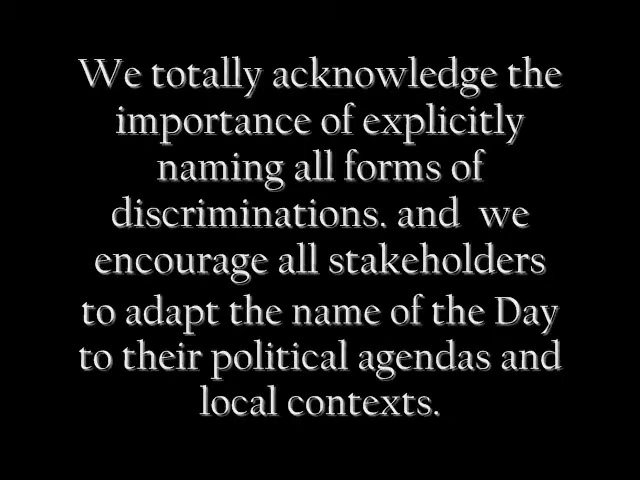 We totally acknowledge the
importance of explicitly
naming all forms of
discriminations. and  we
encourage all stakeholders
to adapt the name of the Day
to their political agendas and
local contexts.